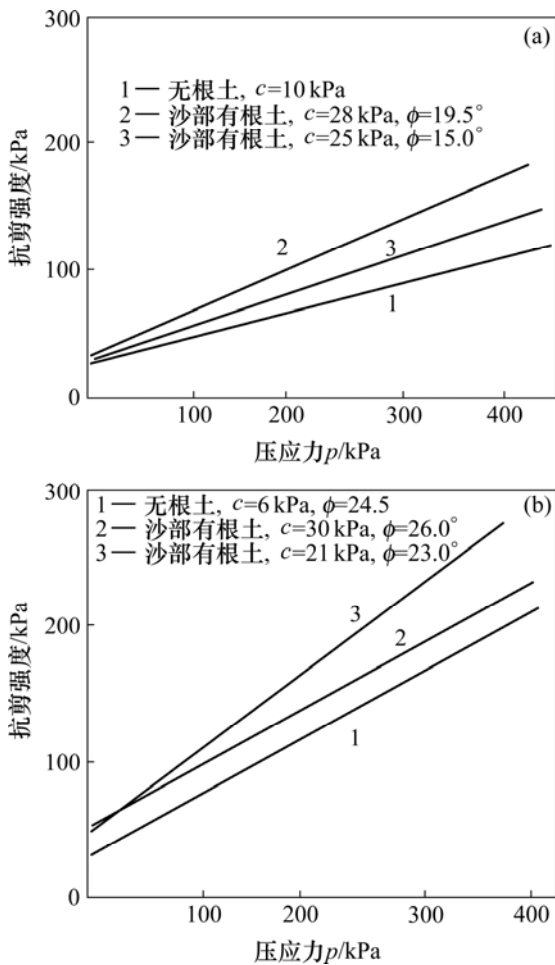 300
(a)
1 — 无根土, c=10 kPa
2 — 沙部有根土, c=28 kPa, ϕ=19.5°
3 — 沙部有根土, c=25 kPa, ϕ=15.0°
200
抗剪强度/kPa
2
3
100
1
0
100 200 300 400
压应力p/kPa
300
(b)
1 — 无根土, c=6 kPa, ϕ=24.5
2 — 沙部有根土, c=30 kPa, ϕ=26.0°
3 — 沙部有根土, c=21 kPa, ϕ=23.0°
3
200
2
抗剪强度/kPa
1
100
0
100 200 300 400
压应力p/kPa